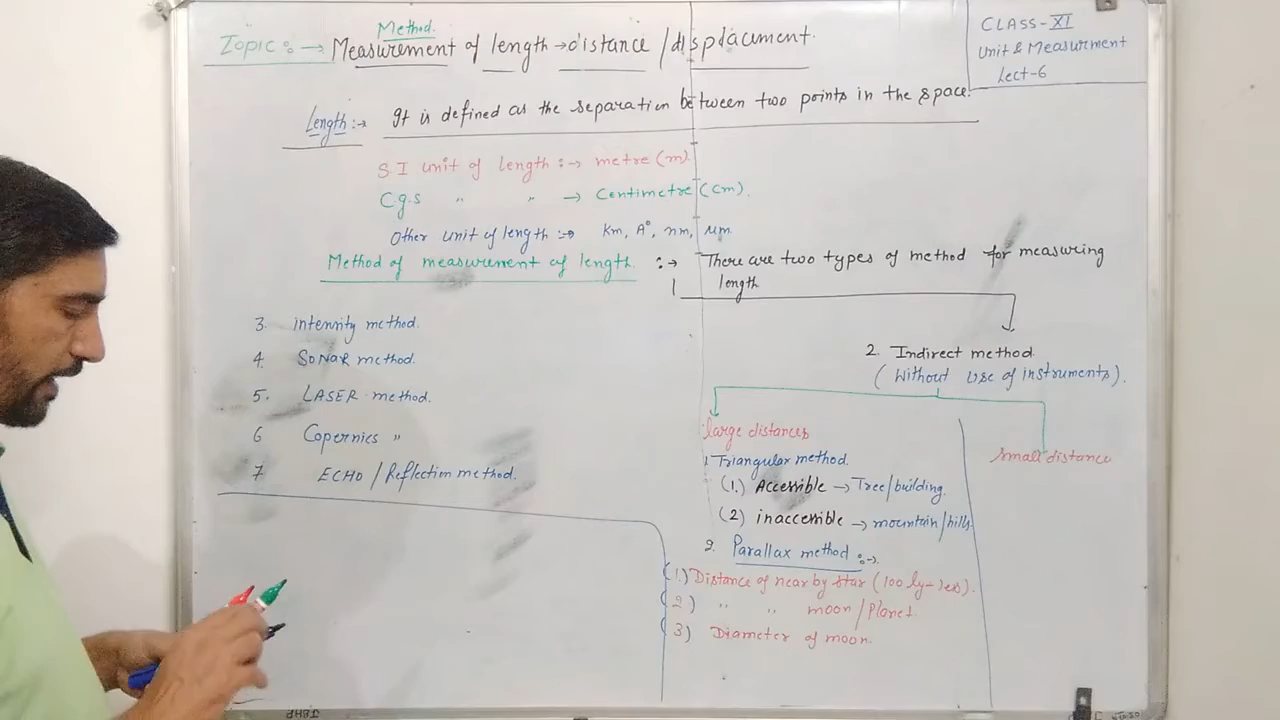 Method.
Topic :→ Measurement of length → distance / displacement.
CLASS-XI
Unit & Measurment
Lect-6
Length :→ It is defined as the separation between two points in the space.
S I unit of length :→ metre (m).
C.g.s " " → Centimetre (cm).
Other unit of length :→ Km, A°, nm, µm
Method of measurement of length. :→ There are two types of method for measuring
length
2. Indirect method.
(Without use of instruments).
3. intensity method.
4. SONAR method.
5. LASER method.
6 Copernics "
7 ECHO / Reflection method.
large distances
small distance
1. Triangular method.
(1.) Accessible → Tree/building.
(2) inaccessible → mountain/hills
2. Parallax method :→.
(1.) Distance of near by star (100 ly-
2) " " moon / Planet.
3) Diameter of moon.